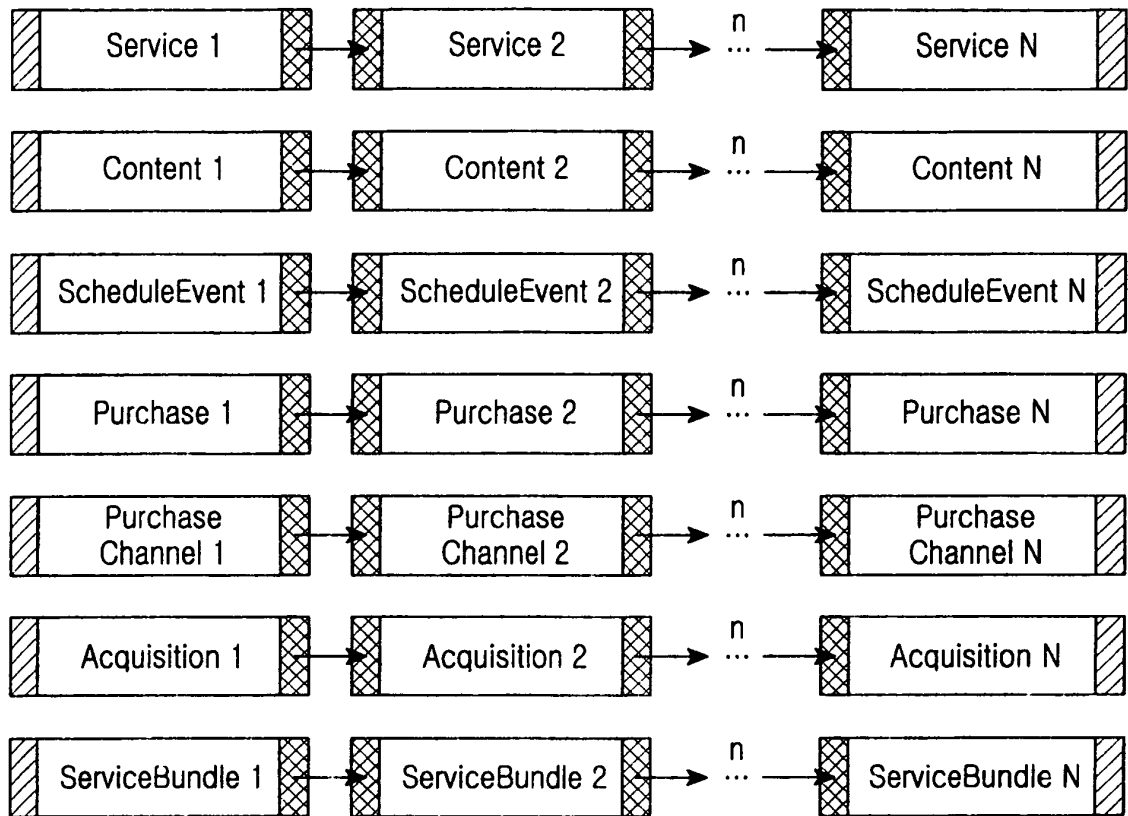 n
Service 1 Service 2 ... Service N
n
Content 1 Content 2 ... Content N
n
ScheduleEvent 1 ScheduleEvent 2 ... ScheduleEvent N
n
Purchase 1 Purchase 2 ... Purchase N
n
Purchase Purchase ... Purchase
Channel 1 Channel 2 Channel N
n
Acquisition 1 Acquisition 2 ... Acquisition N
n
ServiceBundle 1 ServiceBundle 2 ... ServiceBundle N